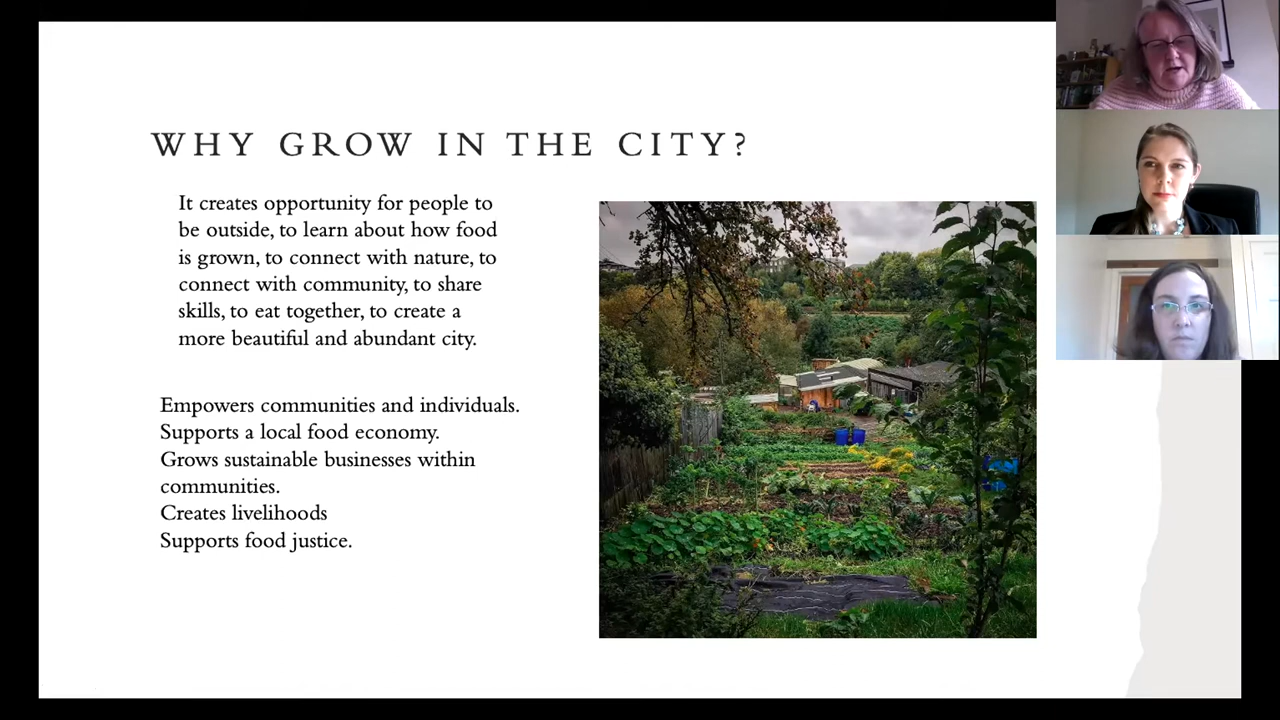 WHY GROW IN THE CITY?
It creates opportunity for people to
be outside, to learn about how food
is grown, to connect with nature, to
connect with community, to share
skills, to eat together, to create a
more beautiful and abundant city.
Empowers communities and individuals.
Supports a local food economy.
Grows sustainable businesses within
communities.
Creates livelihoods
Supports food justice.